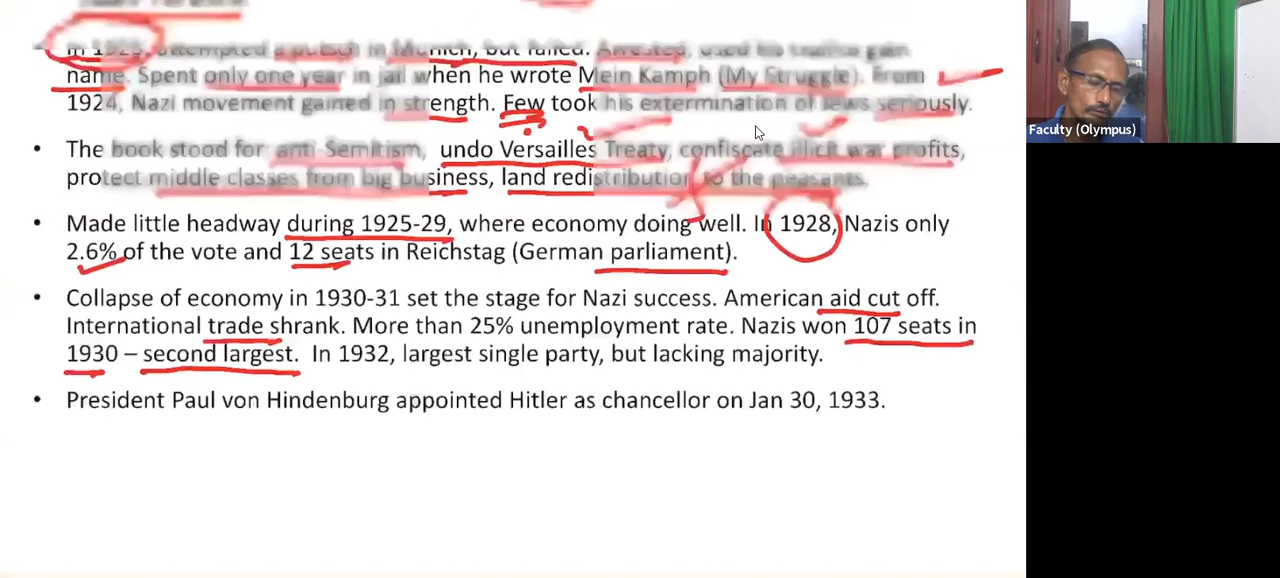 In 1923, attempted a putsch in Munich, but failed. Arrested, used his trial to gain
name. Spent only one year in jail when he wrote Mein Kamph (My Struggle). From
1924, Nazi movement gained in strength. Few took his extermination of Jews seriously.
• The book stood for: anti-Semitism, undo Versailles Treaty, confiscate illicit war profits,
protect middle classes from big business, land redistribution to the peasants.
• Made little headway during 1925-29, where economy doing well. In 1928, Nazis only
2.6% of the vote and 12 seats in Reichstag (German parliament).
• Collapse of economy in 1930-31 set the stage for Nazi success. American aid cut off.
International trade shrank. More than 25% unemployment rate. Nazis won 107 seats in
1930 – second largest. In 1932, largest single party, but lacking majority.
• President Paul von Hindenburg appointed Hitler as chancellor on Jan 30, 1933.
Faculty (Olympus)